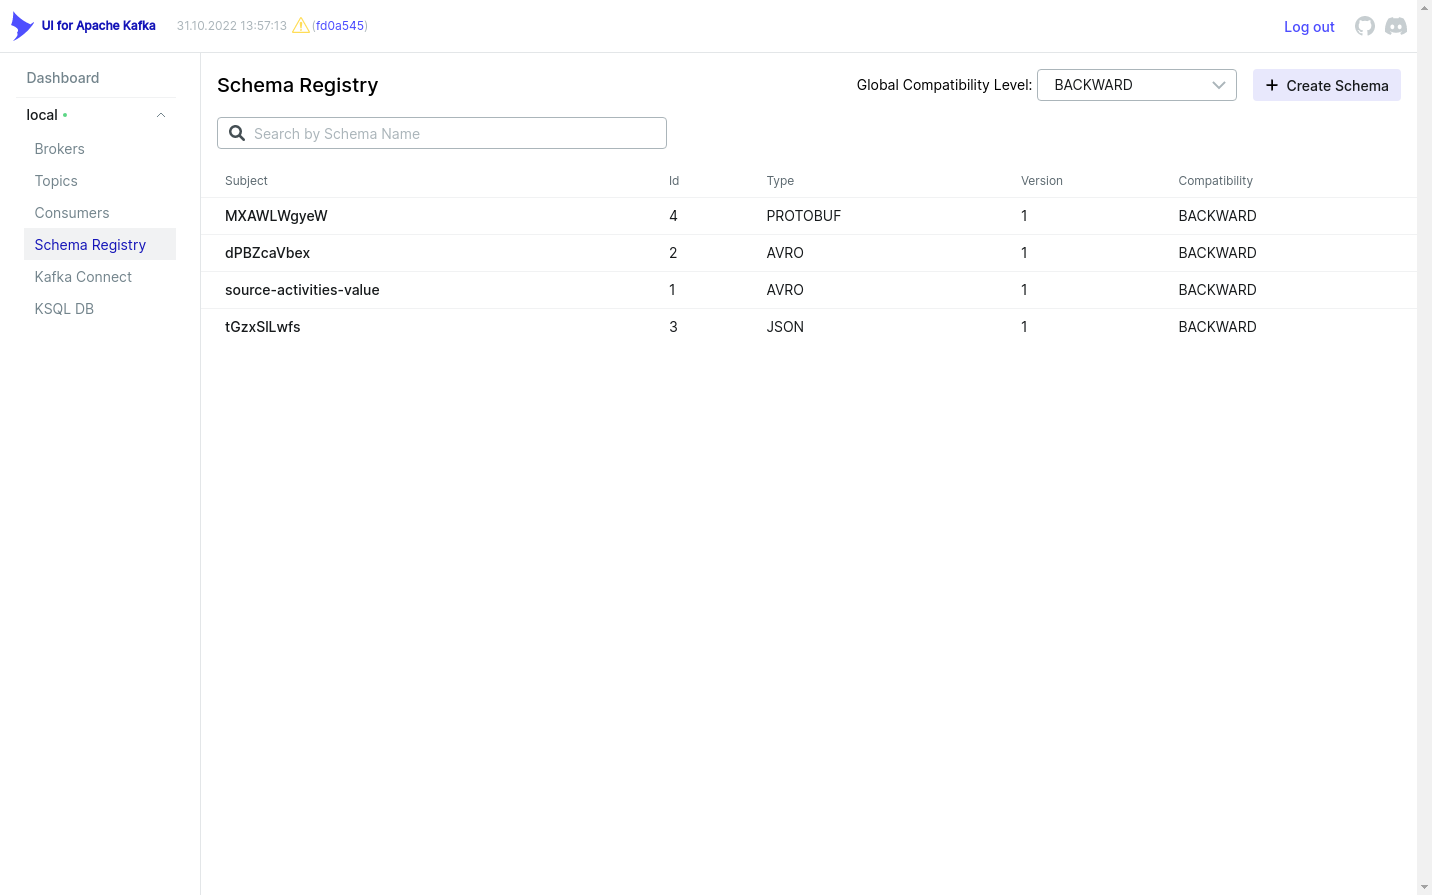 UI for Apache Kafka 31.10.2022 13:57:13 (fd0a545) Log out
Dashboard
local
Brokers
Topics
Consumers
Schema Registry
Kafka Connect
KSQL DB
Schema Registry Global Compatibility Level: BACKWARD Create Schema
Search by Schema Name
Subject Id Type Version Compatibility
MXAWLWgyeW 4 PROTOBUF 1 BACKWARD
dPBZcaVbex 2 AVRO 1 BACKWARD
source-activities-value 1 AVRO 1 BACKWARD
tGzxSlLwfs 3 JSON 1 BACKWARD